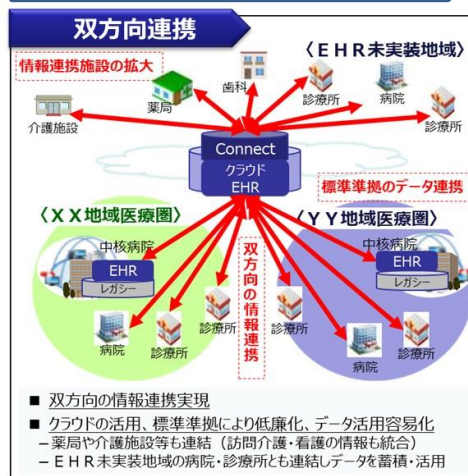 双方向連携
情報連携施設の拡大
〈EHR未実装地域〉
歯科
薬局
診療所
病院
介護施設
診療所
Connect
クラウド
EHR
標準準拠のデータ連携
〈XX地域医療圏〉
〈YY地域医療圏〉
中核病院
EHR
レガシー
双方向の
情報連携
中核病院
EHR
レガシー
診療所
診療所
病院
診療所
病院
診療所
■ 双方向の情報連携実現
■ クラウドの活用、標準準拠により低廉化、データ活用容易化
−薬局や介護施設等も連結（訪問介護・看護の情報も統合）
−EHR未実装地域の病院・診療所とも連結しデータを蓄積・活用